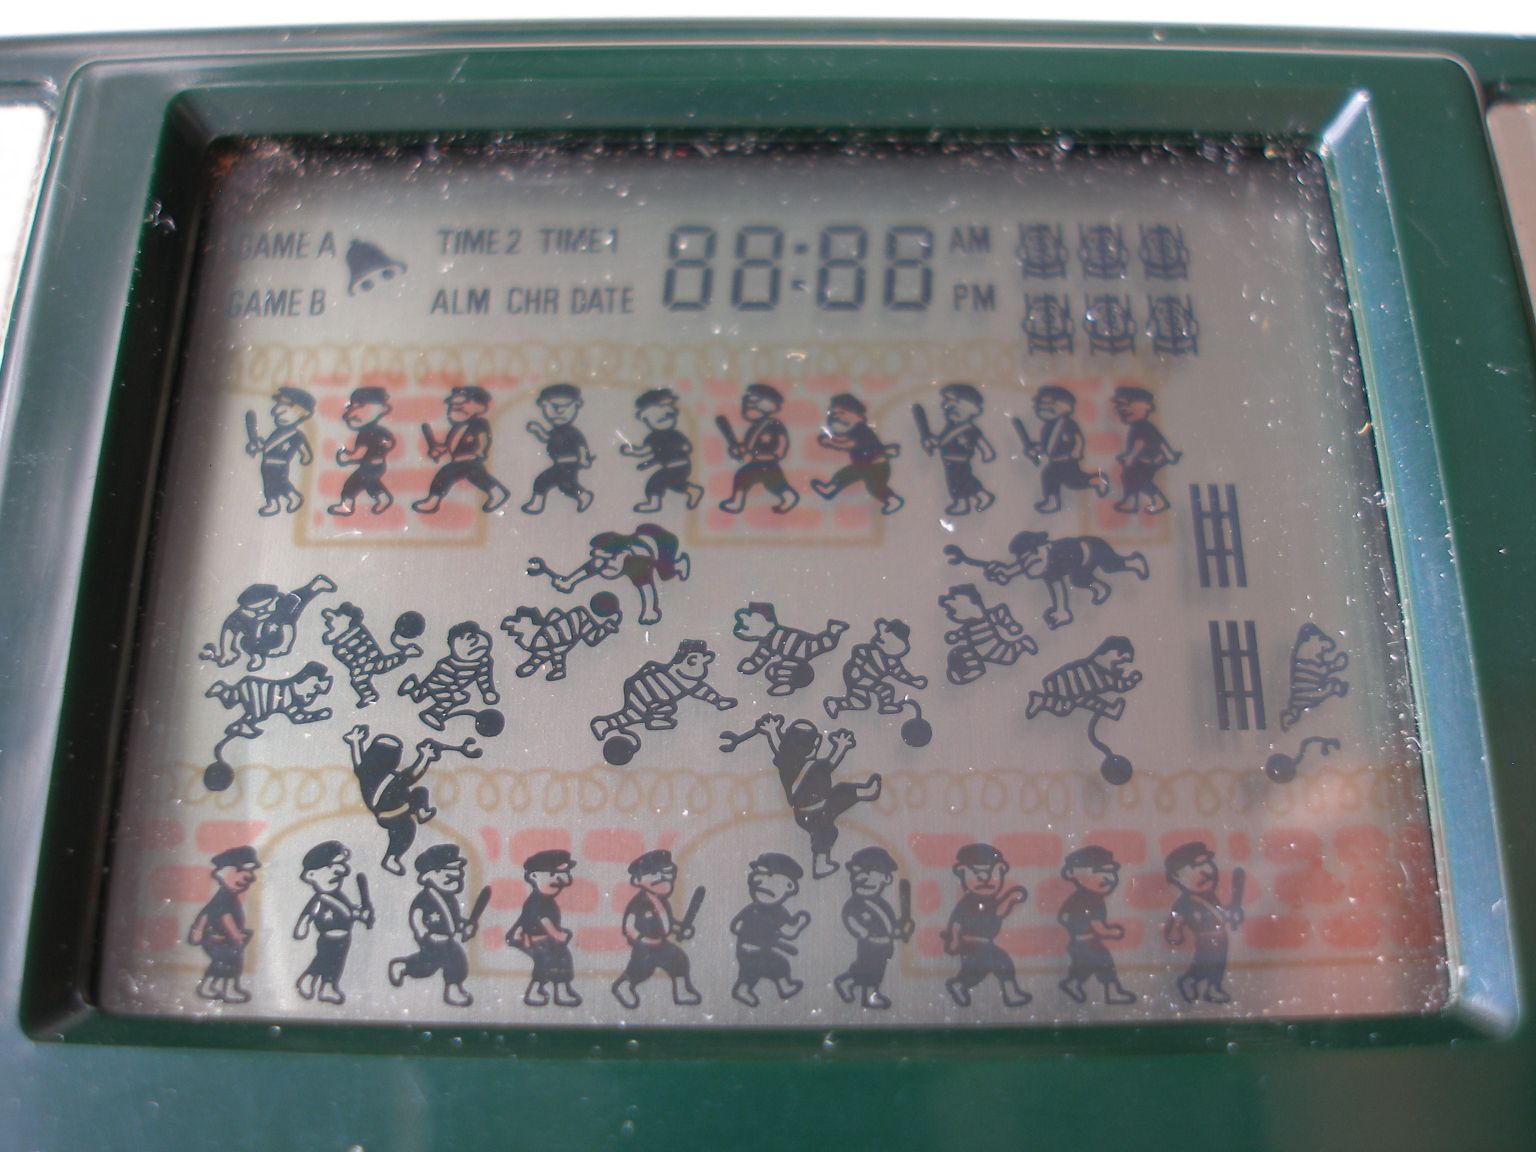 GAME A TIME 2 TIME 1 88:88 AM
GAME B ALM CHR DATE PM